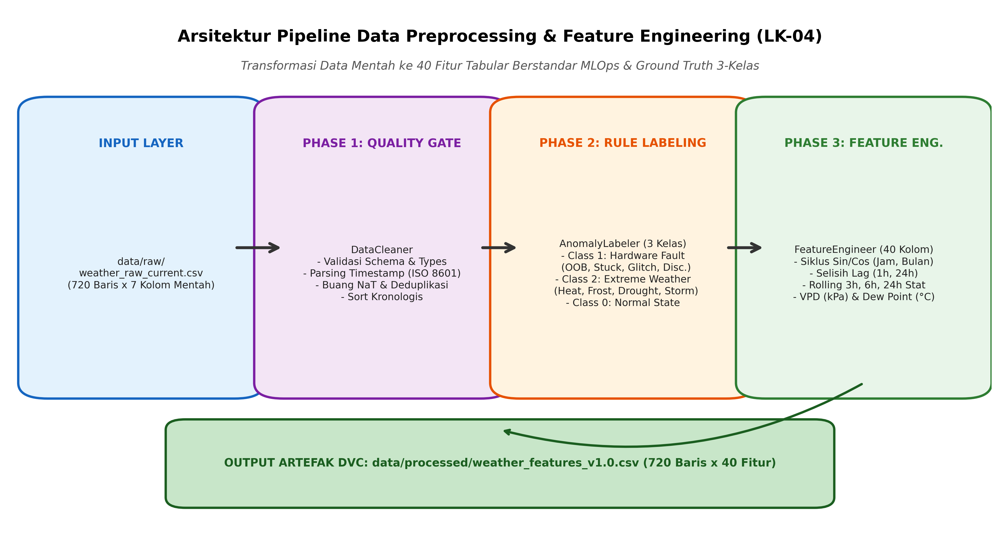 Arsitektur Pipeline Data Preprocessing & Feature Engineering (LK-04)
Transformasi Data Mentah ke 40 Fitur Tabular Berstandar MLOps & Ground Truth 3-Kelas
INPUT LAYER
data/raw/
weather_raw_current.csv
(720 Baris x 7 Kolom Mentah)
PHASE 1: QUALITY GATE
DataCleaner
- Validasi Schema & Types
- Parsing Timestamp (ISO 8601)
- Buang NaT & Deduplikasi
- Sort Kronologis
PHASE 2: RULE LABELING
AnomalyLabeler (3 Kelas)
- Class 1: Hardware Fault
(OOB, Stuck, Glitch, Disc.)
- Class 2: Extreme Weather
(Heat, Frost, Drought, Storm)
- Class 0: Normal State
PHASE 3: FEATURE ENG.
FeatureEngineer (40 Kolom)
- Siklus Sin/Cos (Jam, Bulan)
- Selisih Lag (1h, 24h)
- Rolling 3h, 6h, 24h Stat
- VPD (kPa) & Dew Point (°C)
OUTPUT ARTEFAK DVC: data/processed/weather_features_v1.0.csv (720 Baris x 40 Fitur)